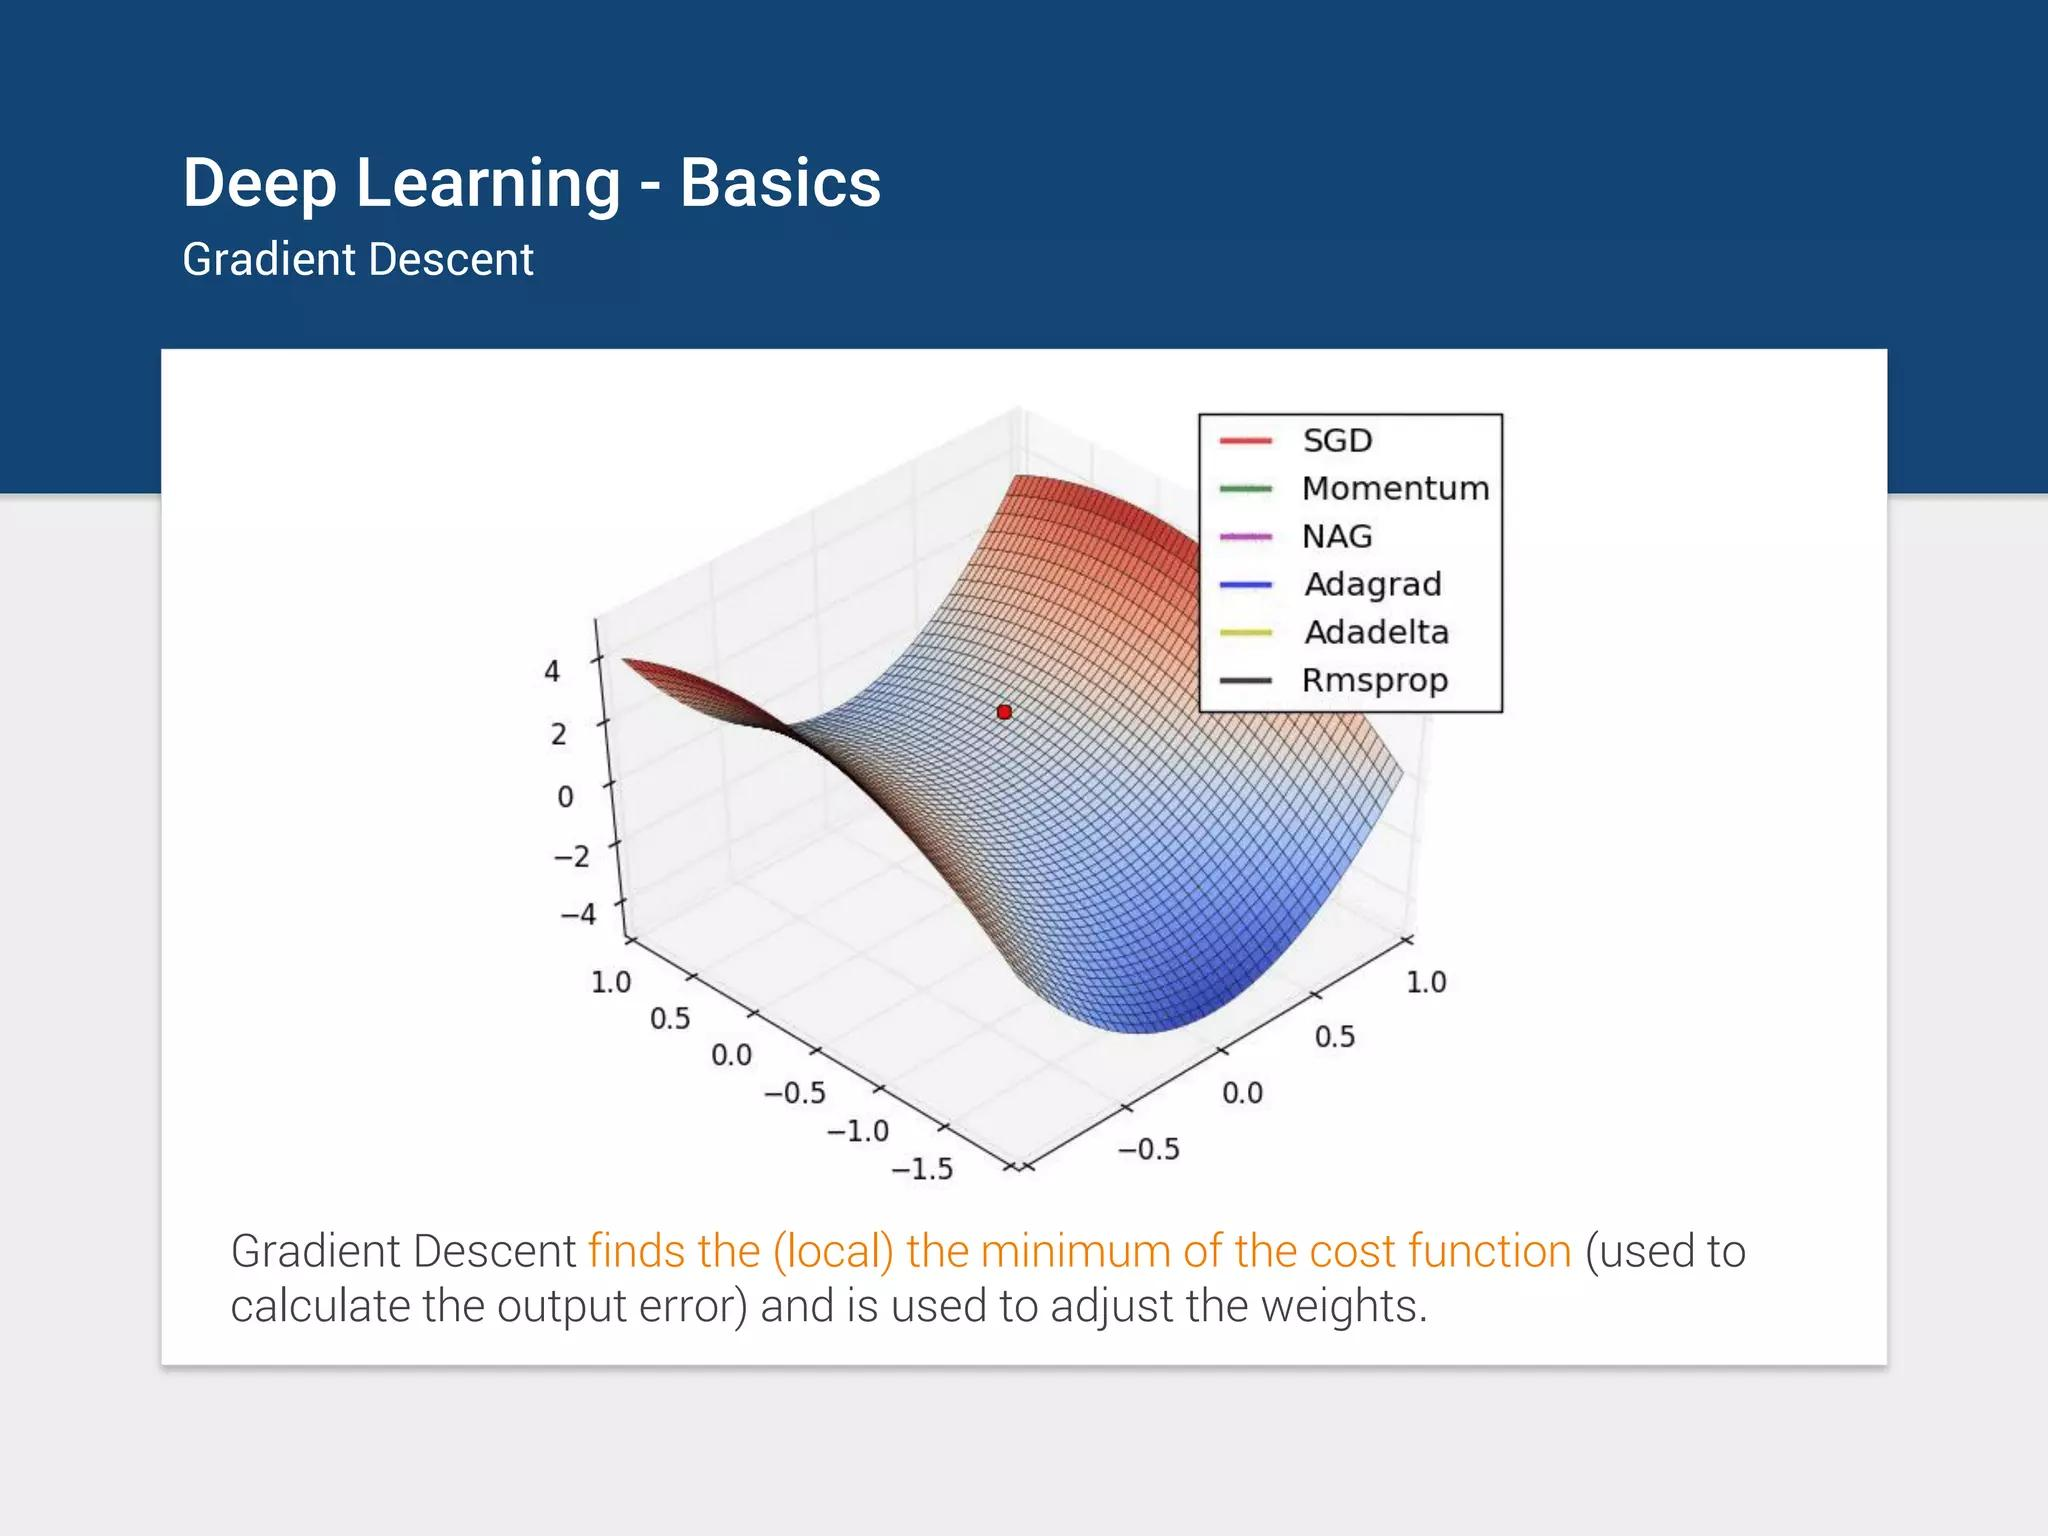 Deep Learning - Basics
Gradient Descent
SGD
Momentum
NAG
Adagrad
Adadelta
Rmsprop
4
2
0
−2
−4
1.0
0.5
0.0
−0.5
−1.0
−1.5
−0.5
0.0
0.5
1.0
Gradient Descent finds the (local) the minimum of the cost function (used to
calculate the output error) and is used to adjust the weights.